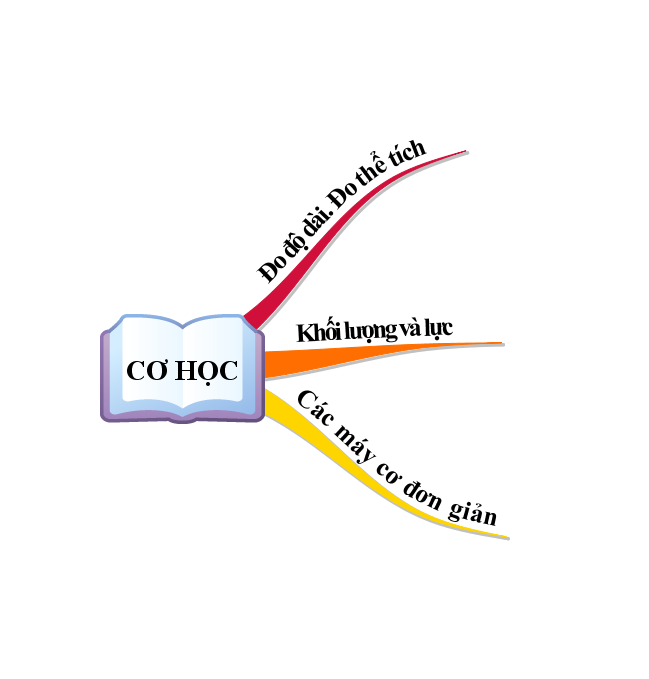 CƠ HỌC
Đo độ dài. Đo thể tích
Khối lượng và lực
Các máy cơ đơn giản